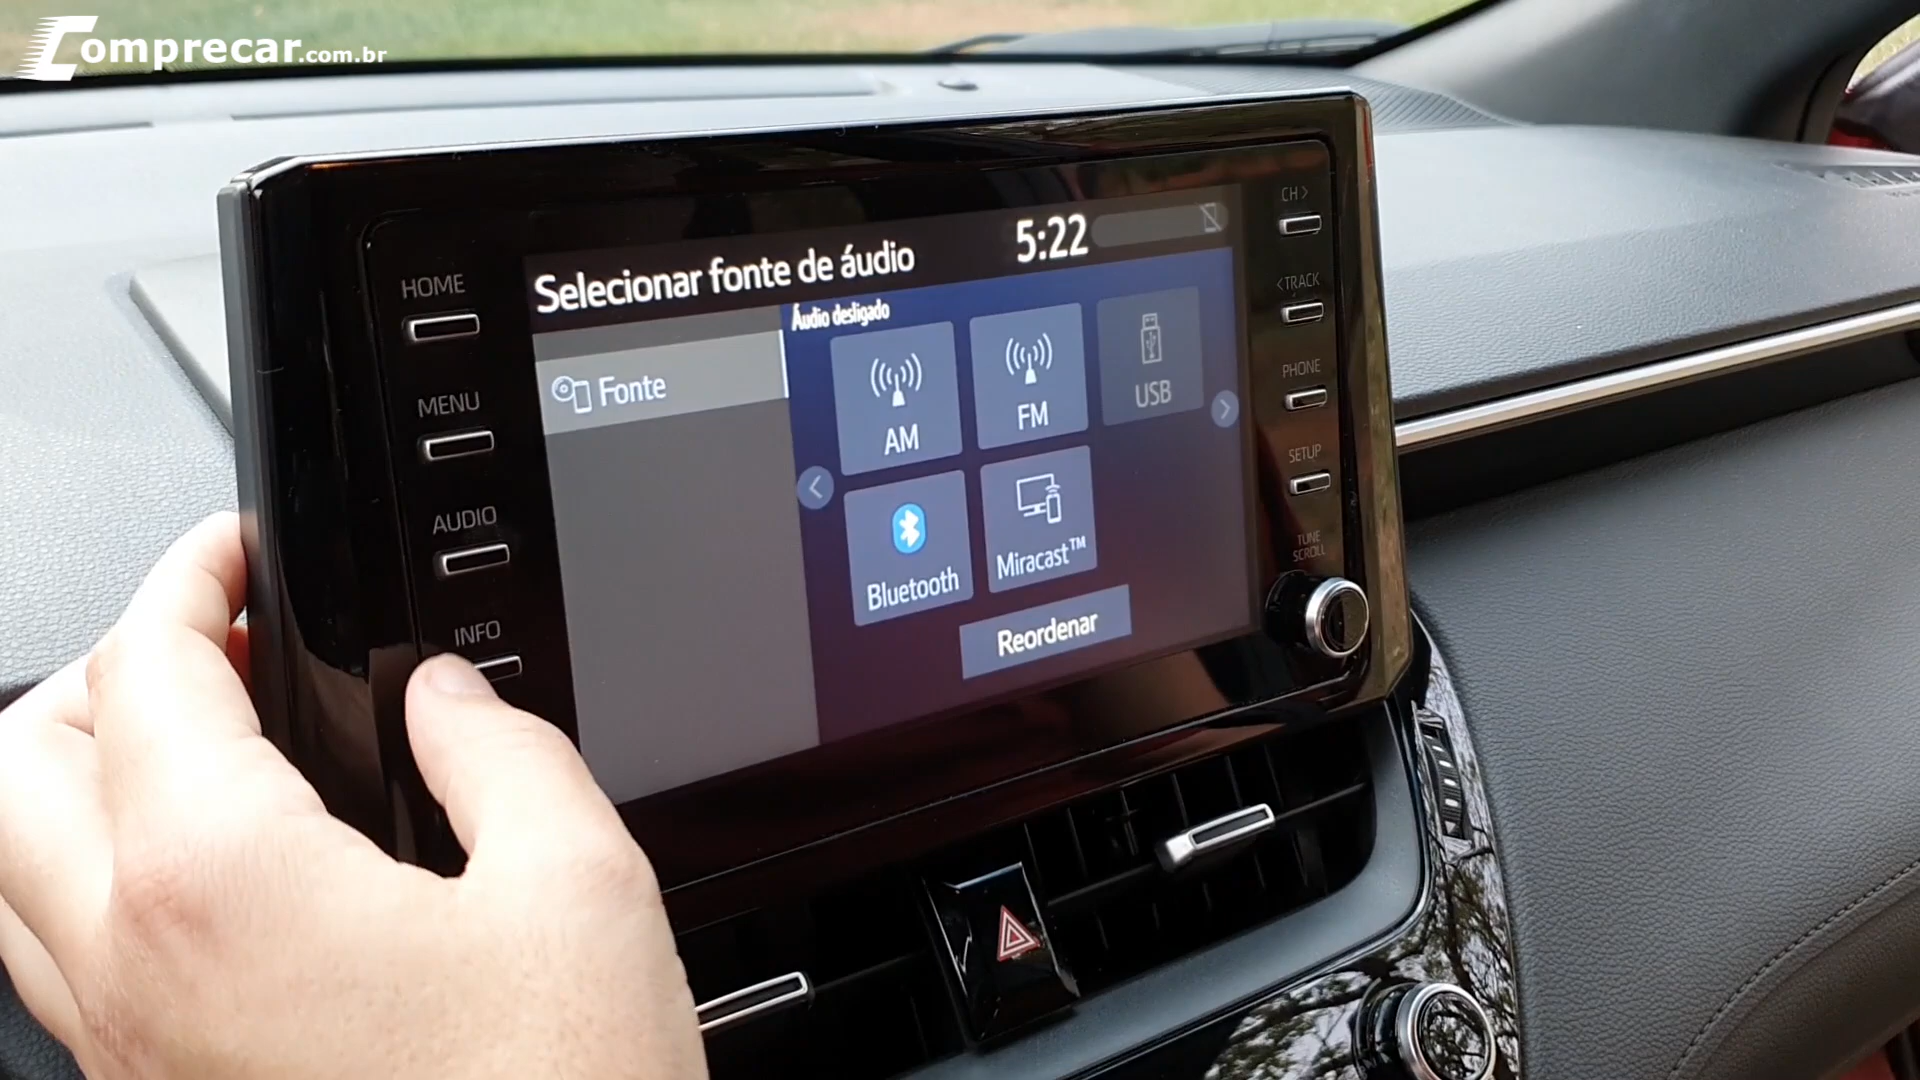 Comprecar.com.br
HOME
MENU
AUDIO
INFO
Selecionar fonte de áudio
5:22
Fonte
Áudio desligado
AM
FM
USB
Bluetooth
Miracast™
Reordenar
CH >
< TRACK
PHONE
SETUP
TUNE
SCROLL